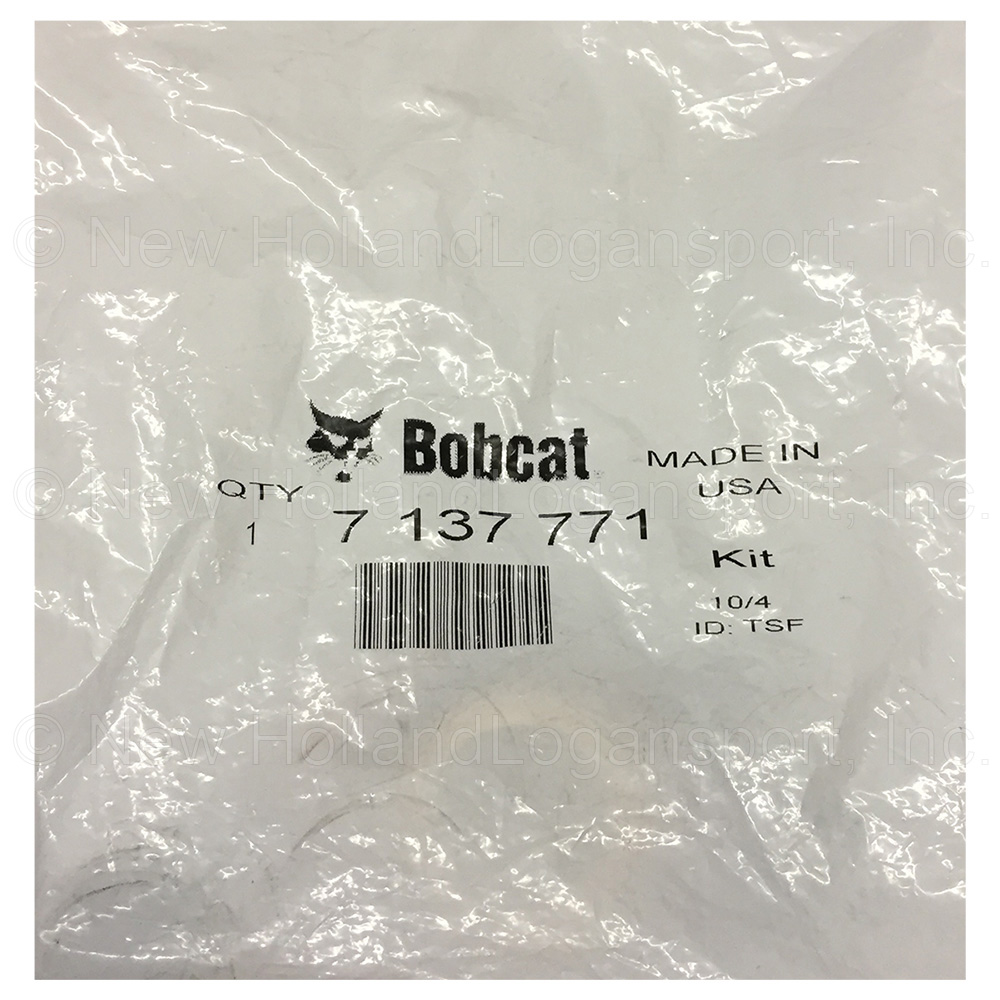 © New HollandLogansport, Inc.
Bobcat
MADE IN
USA
QTY
1
7 137 771
Kit
10/4
ID: TSF
© New HollandLogansport, Inc.
© New HollandLogansport, Inc.